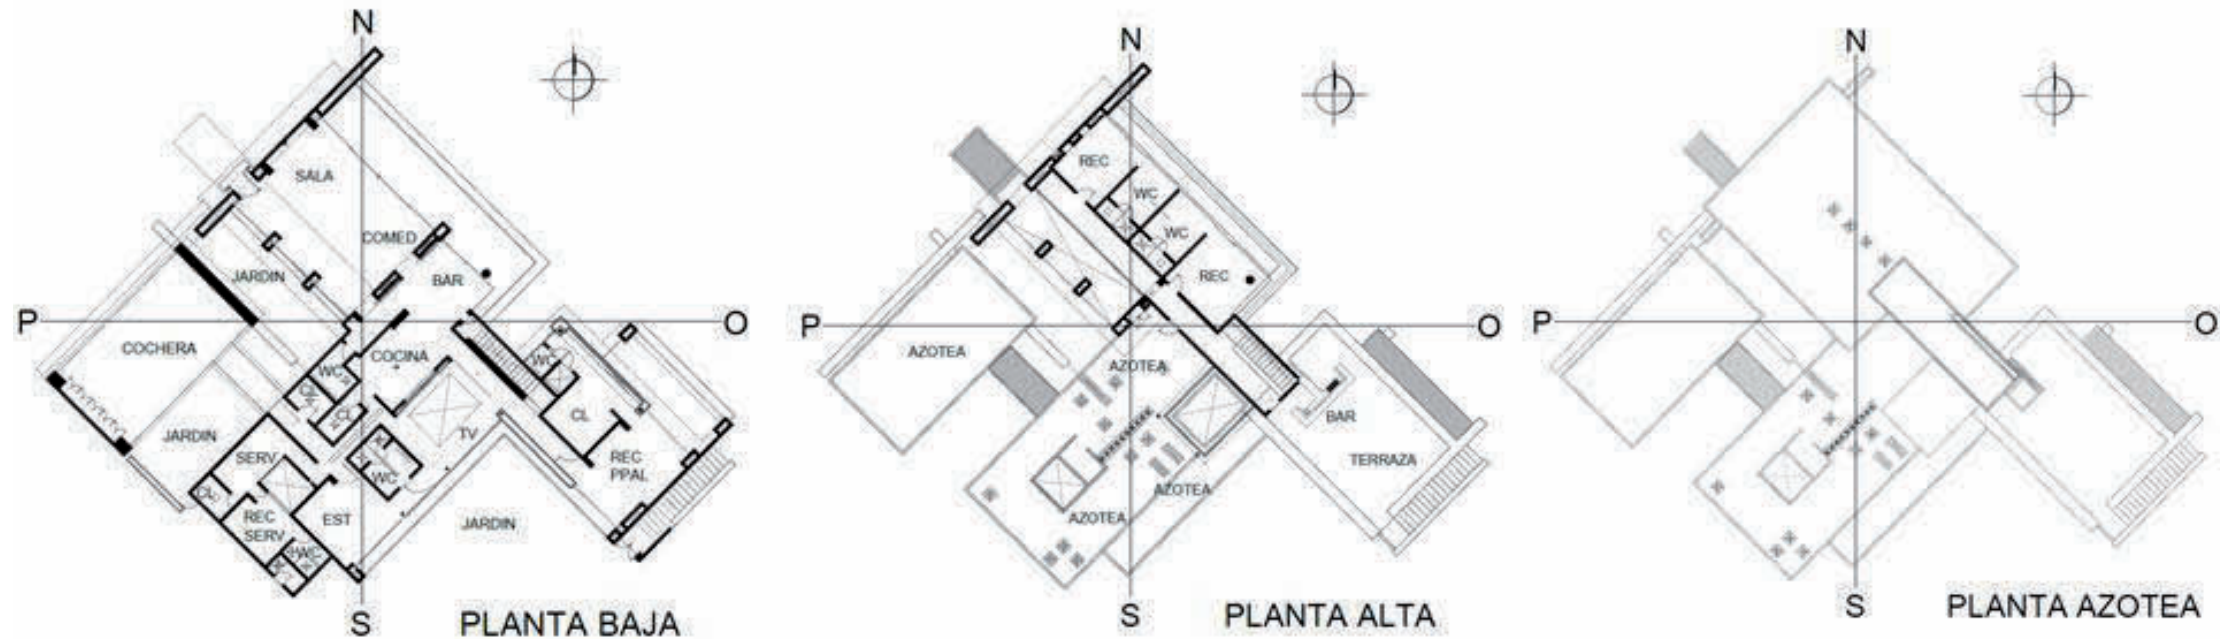 N
SALA
COMED
JARDIN
BAR
P
O
COCHERA
COCINA
WC
WC
CL
CL
CL
JARDIN
TV
SERV
REC
PPAL
WC
CL
REC
SERV
EST
JARDIN
WC
S
PLANTA BAJA
N
REC
WC
WC
REC
P
O
AZOTEA
AZOTEA
BAR
TERRAZA
AZOTEA
AZOTEA
S
PLANTA ALTA
N
P
O
S
PLANTA AZOTEA